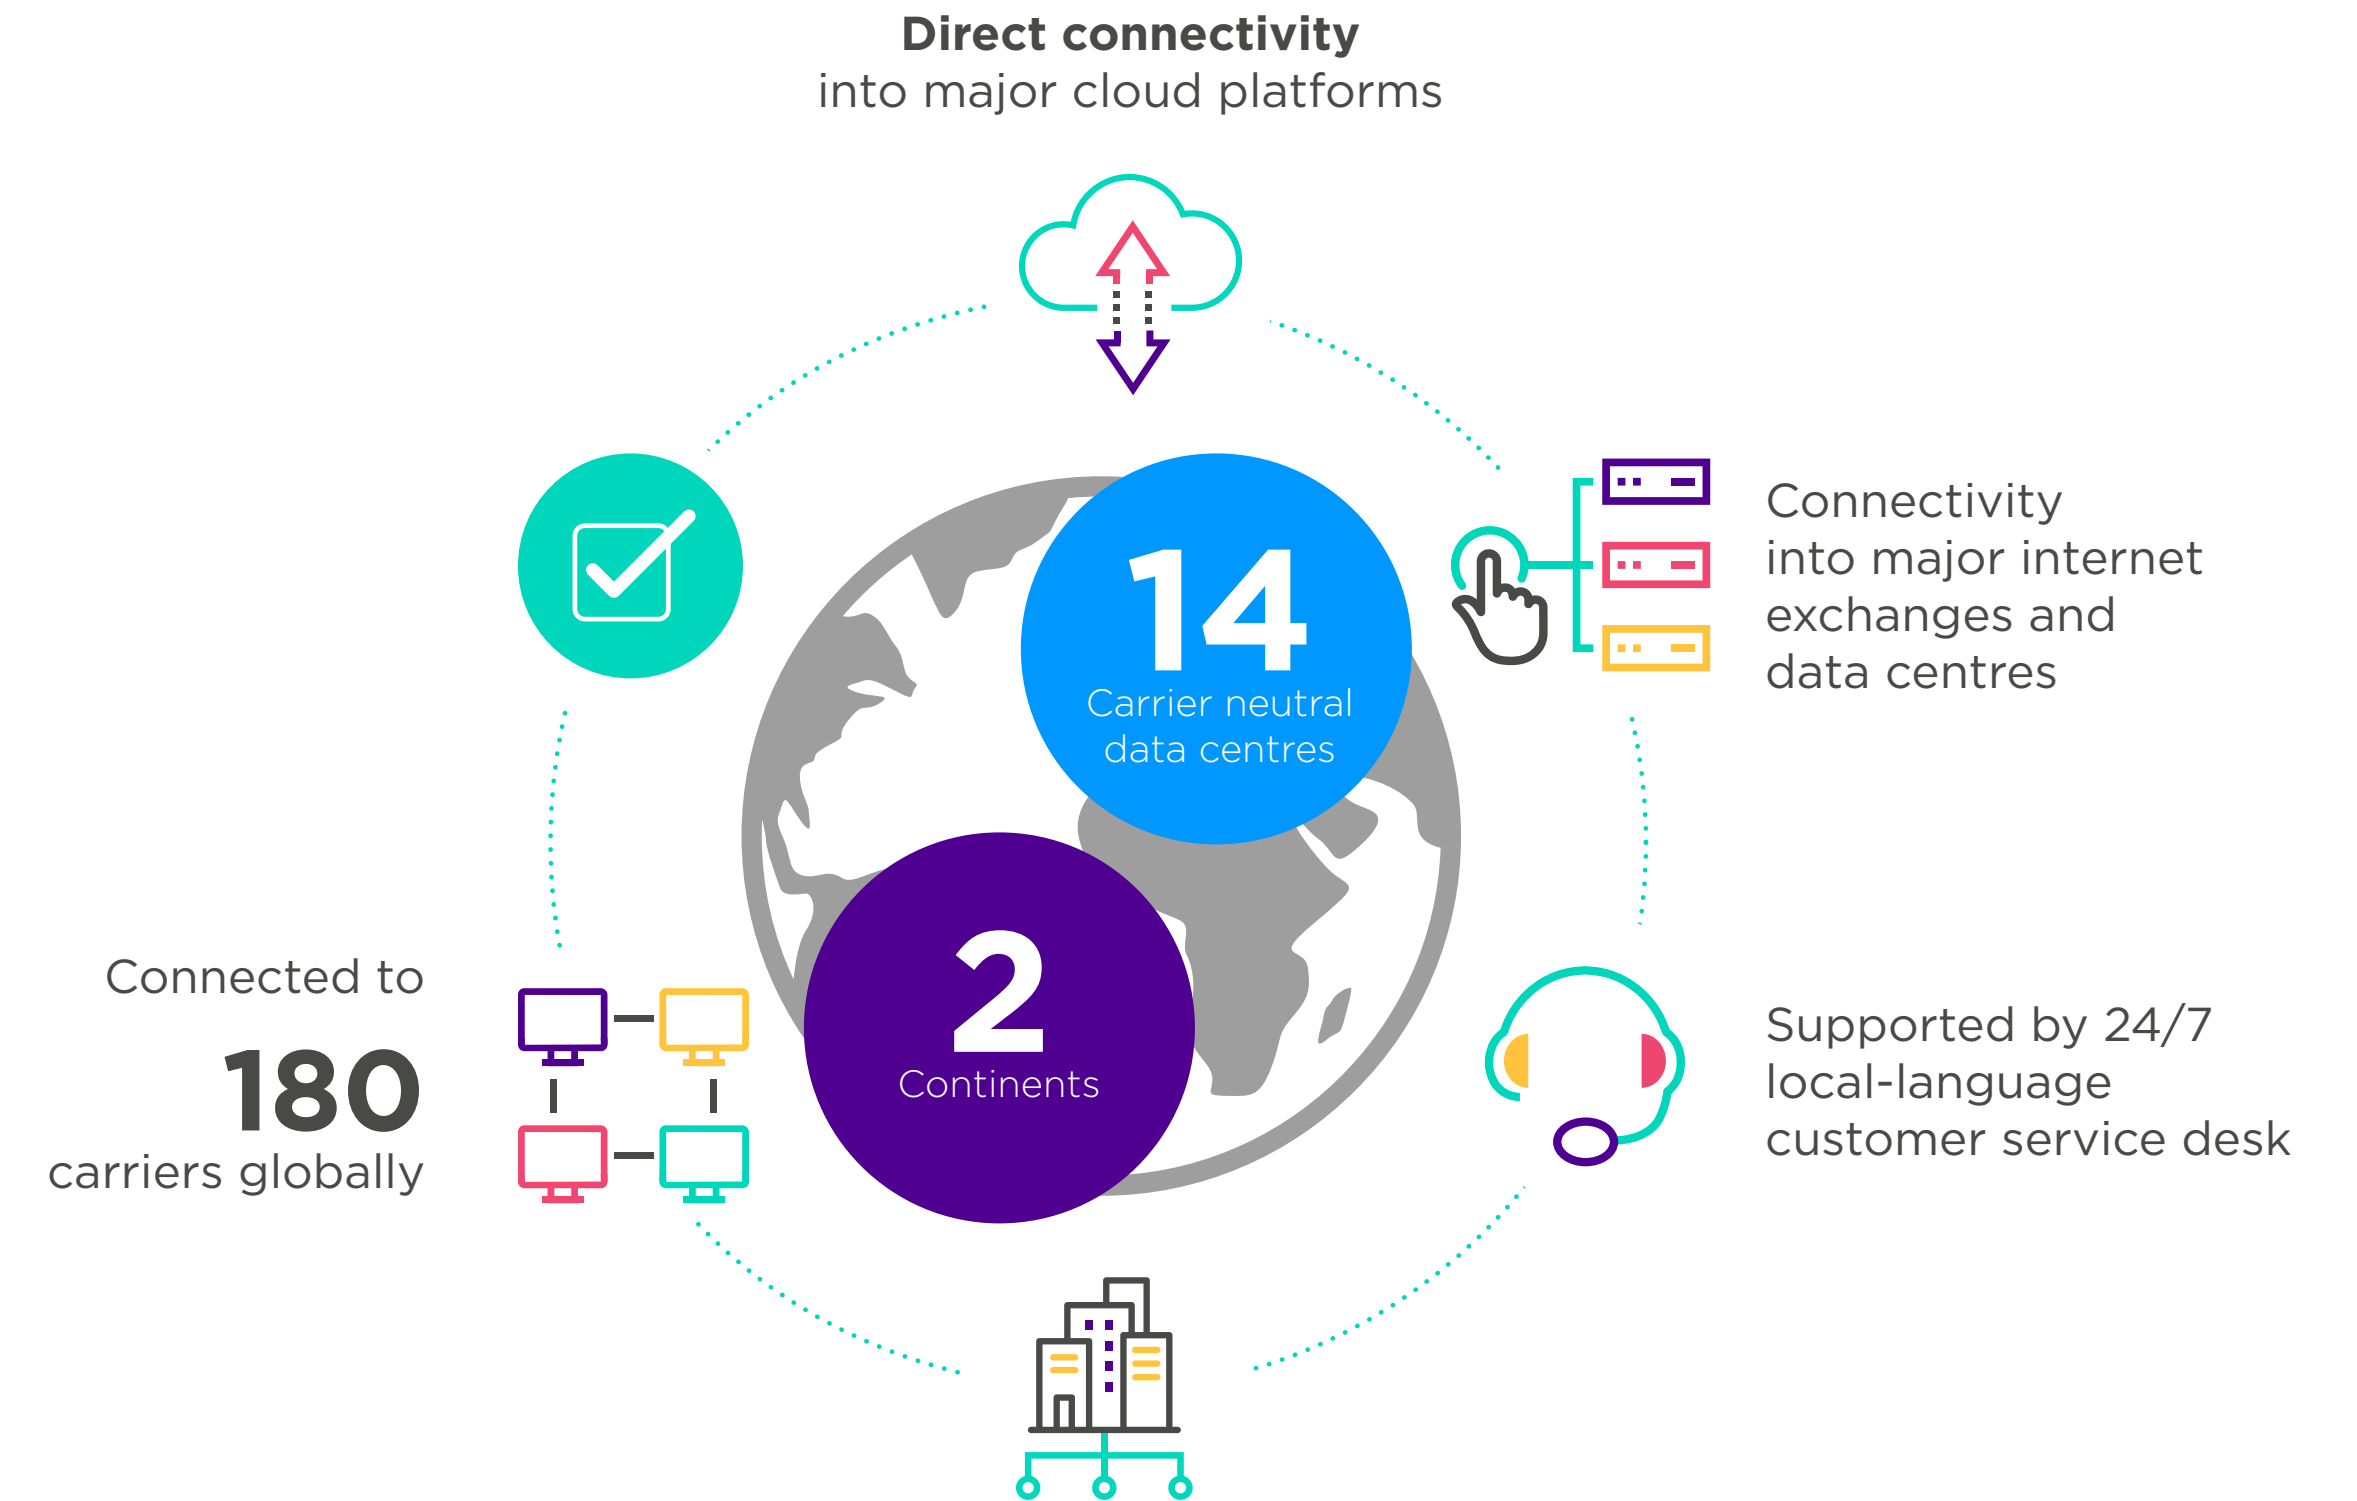 Direct connectivity
into major cloud platforms
14
Carrier neutral
data centres
Connectivity
into major internet
exchanges and
data centres
2
Continents
Connected to
180
carriers globally
Supported by 24/7
local-language
customer service desk